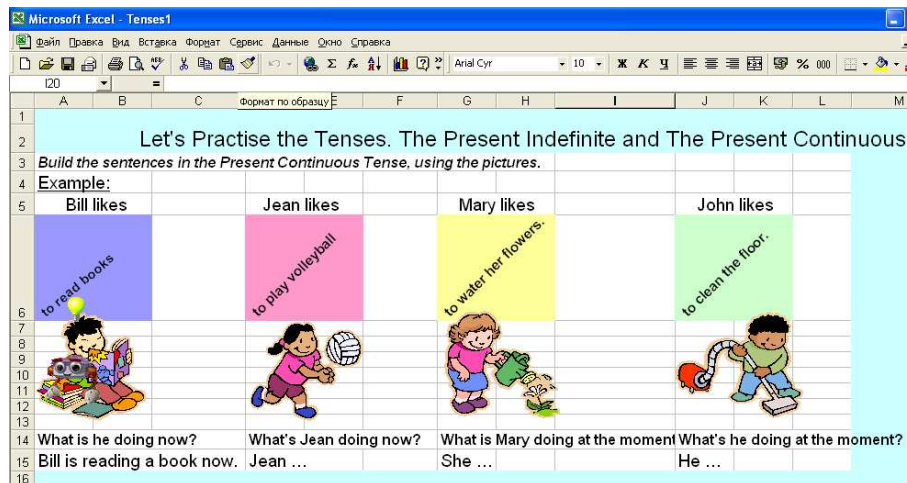 Microsoft Excel - Tenses1
Файл Правка Вид Вставка Формат Сервис Данные Окно Справка
Arial Cyr 10 Ж К Ч % 000
I20 =
Формат по образцу
A B C E F G H I J K L M
1
2 Let's Practise the Tenses. The Present Indefinite and The Present Continuous
3 Build the sentences in the Present Continuous Tense, using the pictures.
4 Example:
5 Bill likes Jean likes Mary likes John likes
6 to read books to play volleyball to water her flowers. to clean the floor.
7
8
9
10
11
12
13
14 What is he doing now? What's Jean doing now? What is Mary doing at the moment What's he doing at the moment?
15 Bill is reading a book now. Jean ... She ... He ...
16